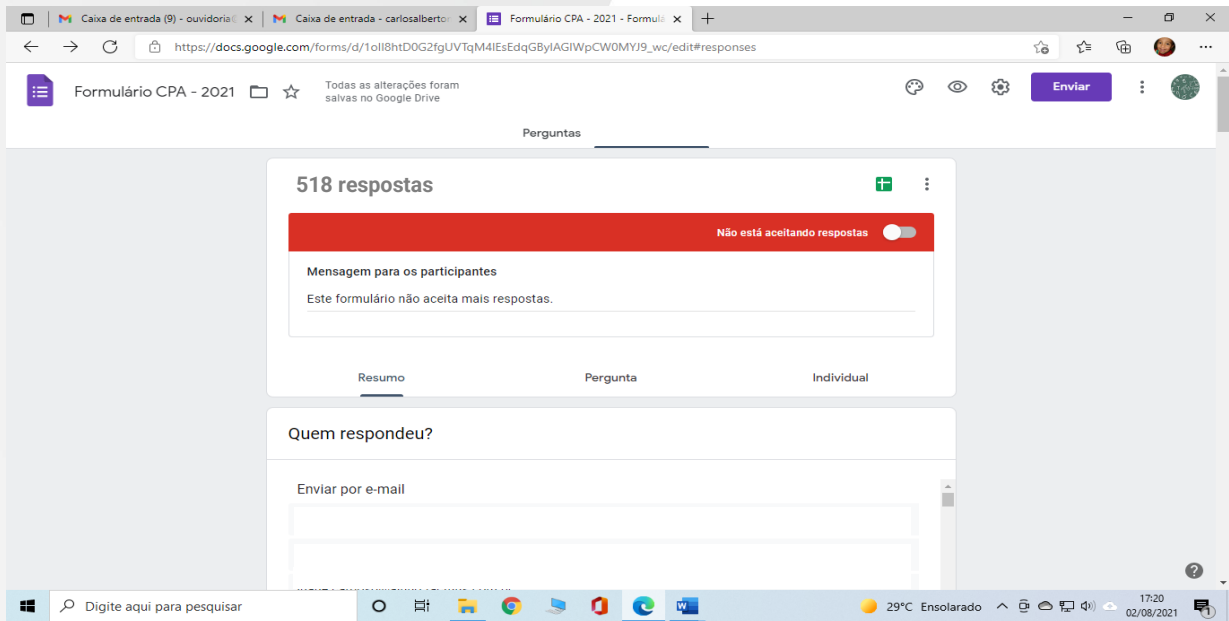 Caixa de entrada (9) - ouvidoria
Caixa de entrada - carlosalberto
Formulário CPA - 2021 - Formul
https://docs.google.com/forms/d/1oII8htD0G2fgUVTqM4IEsEdqGByIAGIWpCW0MYJ9_wc/edit#responses
Formulário CPA - 2021
Todas as alterações foram
salvas no Google Drive
Enviar
Perguntas
518 respostas
Não está aceitando respostas
Mensagem para os participantes
Este formulário não aceita mais respostas.
Resumo Pergunta Individual
Quem respondeu?
Enviar por e-mail
Digite aqui para pesquisar
29°C Ensolarado
17:20
02/08/2021